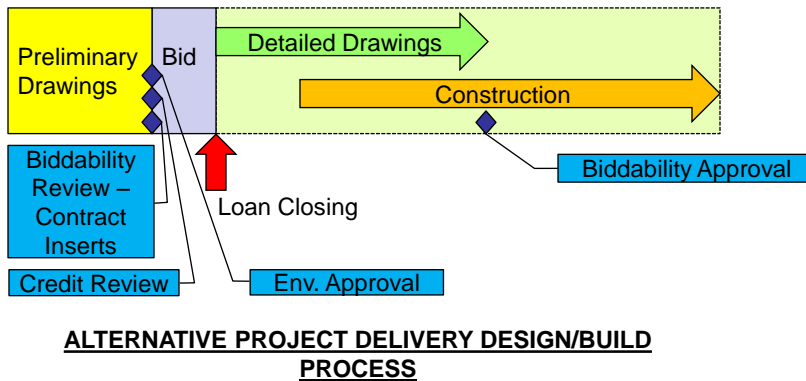 Preliminary
Drawings
Bid
Detailed Drawings
Construction
Biddability
Review –
Contract
Inserts
Loan Closing
Biddability Approval
Credit Review
Env. Approval
ALTERNATIVE PROJECT DELIVERY DESIGN/BUILD
PROCESS